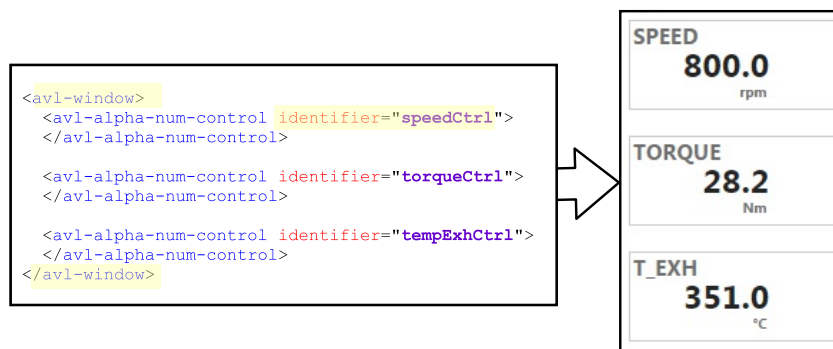 <avl-window>
<avl-alpha-num-control identifier="speedCtrl">
</avl-alpha-num-control>
<avl-alpha-num-control identifier="torqueCtrl">
</avl-alpha-num-control>
<avl-alpha-num-control identifier="tempExhCtrl">
</avl-alpha-num-control>
</avl-window>
SPEED
800.0
rpm
TORQUE
28.2
Nm
T_EXH
351.0
°C